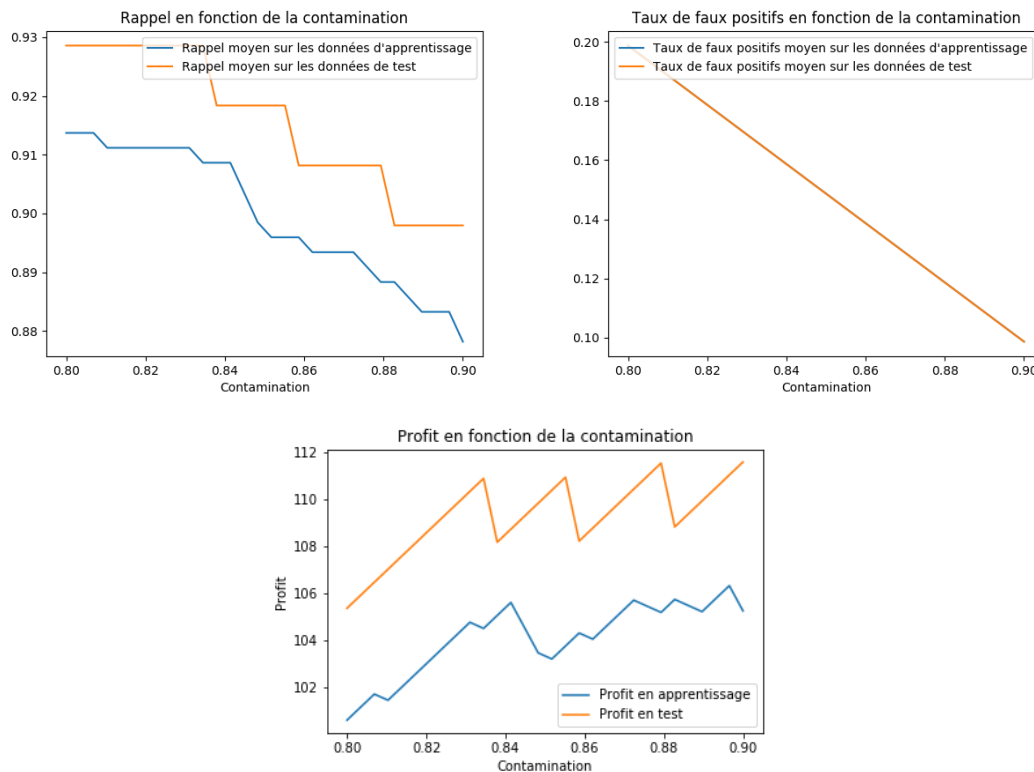 Rappel en fonction de la contamination
0.93
0.92
0.91
0.90
0.89
0.88
Rappel moyen sur les données d'apprentissage
Rappel moyen sur les données de test
0.80 0.82 0.84 0.86 0.88 0.90
Contamination
Taux de faux positifs en fonction de la contamination
0.20
0.18
0.16
0.14
0.12
0.10
Taux de faux positifs moyen sur les données d'apprentissage
Taux de faux positifs moyen sur les données de test
0.80 0.82 0.84 0.86 0.88 0.90
Contamination
Profit en fonction de la contamination
112
110
108
106
104
102
Profit
Profit en apprentissage
Profit en test
0.80 0.82 0.84 0.86 0.88 0.90
Contamination